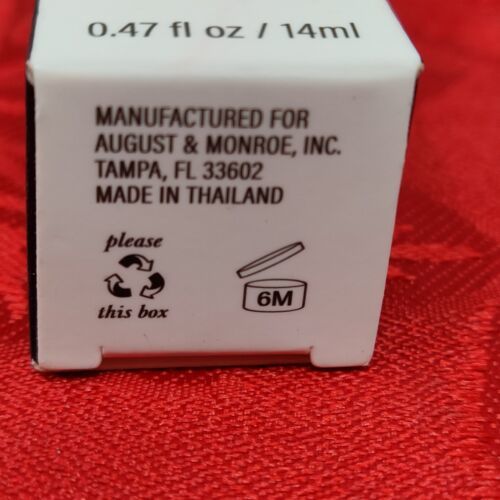 0.47 fl oz / 14ml
MANUFACTURED FOR
AUGUST & MONROE, INC.
TAMPA, FL 33602
MADE IN THAILAND
please
this box
6M